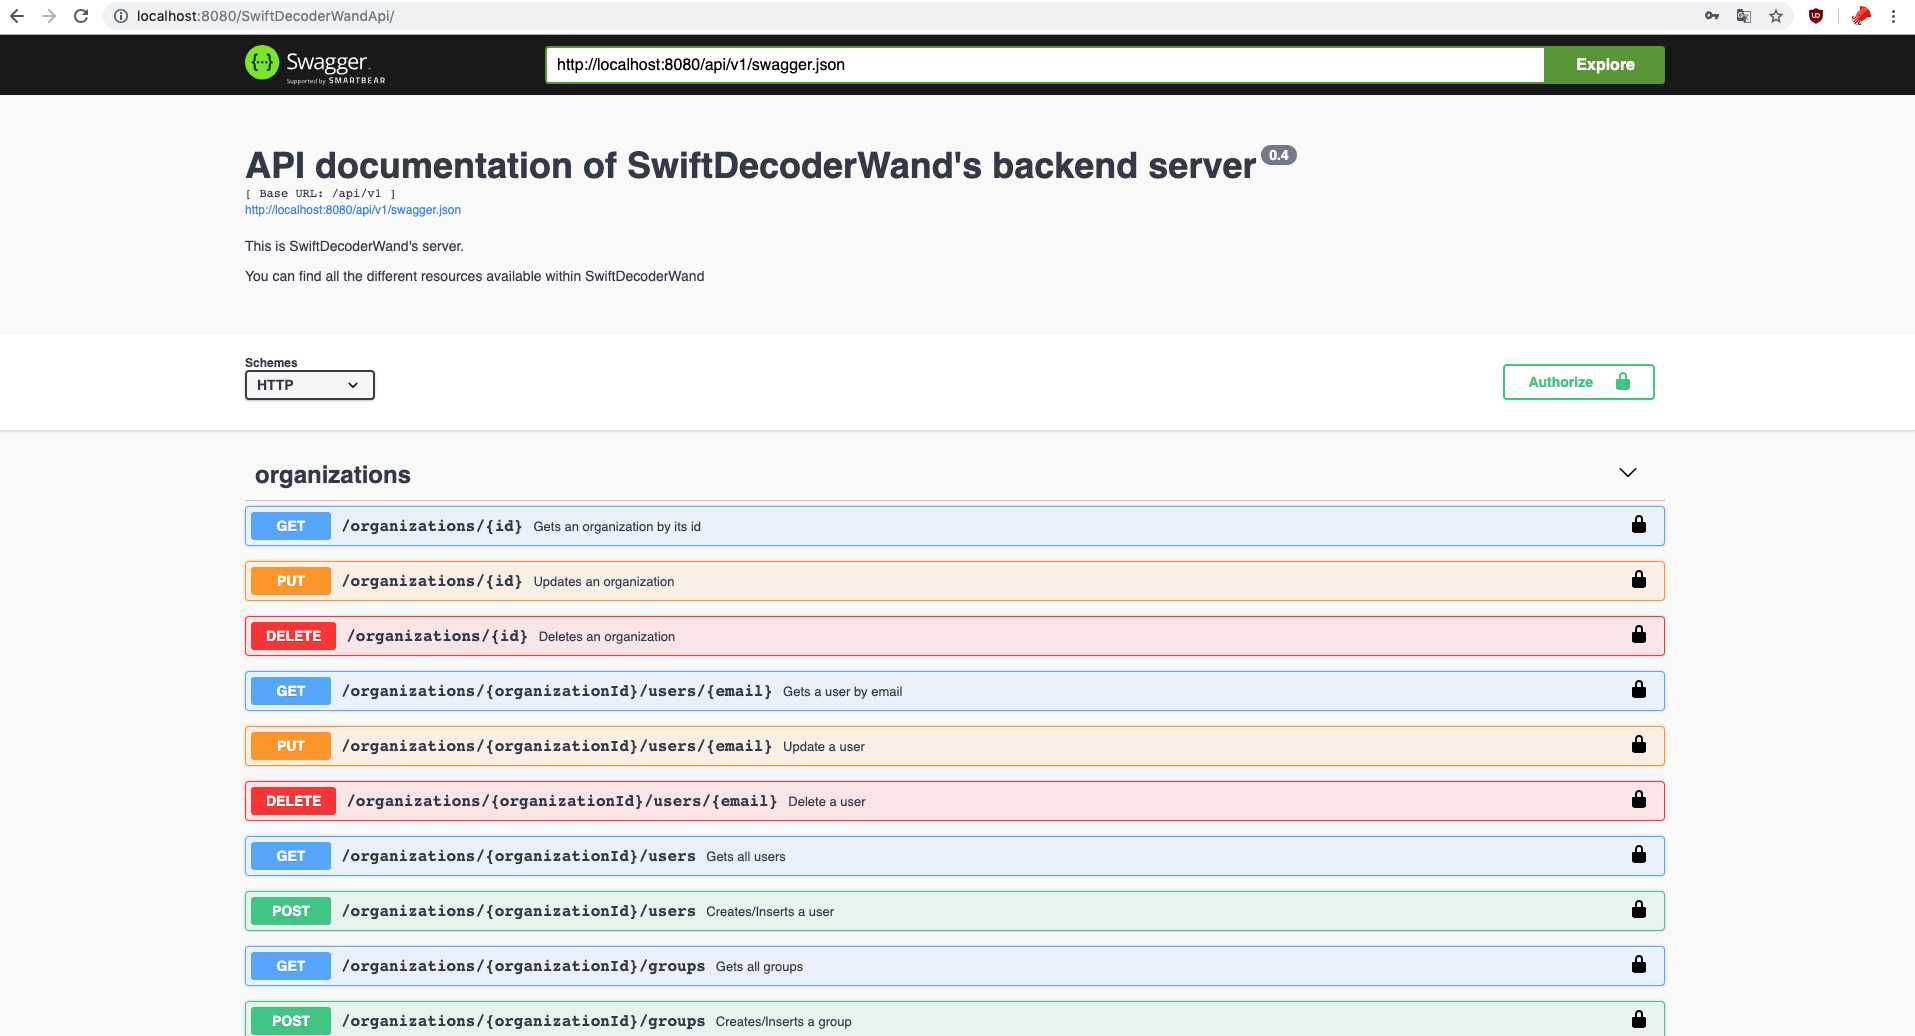 localhost:8080/SwiftDecoderWandApi/
Swagger
Supported by SMARTBEAR
http://localhost:8080/api/v1/swagger.json
Explore
API documentation of SwiftDecoderWand's backend server 0.4
[ Base URL: /api/v1 ]
http://localhost:8080/api/v1/swagger.json
This is SwiftDecoderWand's server.
You can find all the different resources available within SwiftDecoderWand
Schemes
HTTP
Authorize
organizations
GET /organizations/{id} Gets an organization by its id
PUT /organizations/{id} Updates an organization
DELETE /organizations/{id} Deletes an organization
GET /organizations/{organizationId}/users/{email} Gets a user by email
PUT /organizations/{organizationId}/users/{email} Update a user
DELETE /organizations/{organizationId}/users/{email} Delete a user
GET /organizations/{organizationId}/users Gets all users
POST /organizations/{organizationId}/users Creates/Inserts a user
GET /organizations/{organizationId}/groups Gets all groups
POST /organizations/{organizationId}/groups Creates/Inserts a group